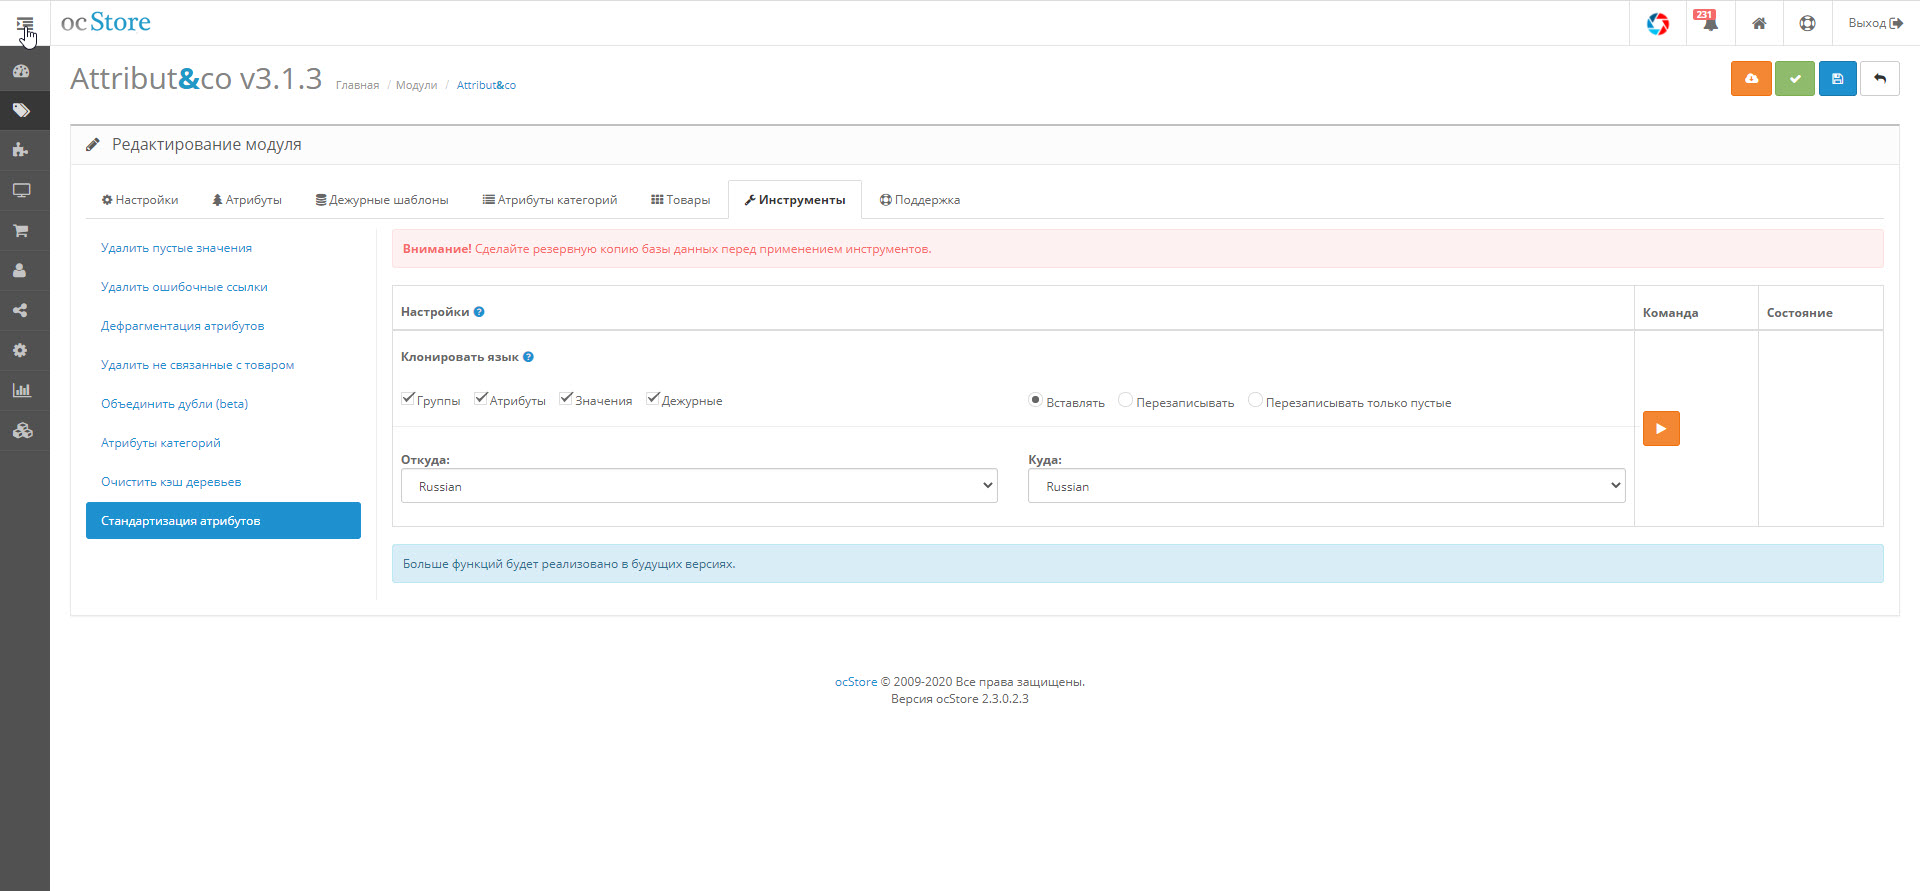 ocStore
231
Выход
Attribut&co v3.1.3
Главная / Модули / Attribut&co
Редактирование модуля
Настройки
Атрибуты
Дежурные шаблоны
Атрибуты категорий
Товары
Инструменты
Поддержка
Удалить пустые значения
Удалить ошибочные ссылки
Дефрагментация атрибутов
Удалить не связанные с товаром
Объединить дубли (beta)
Атрибуты категорий
Очистить кэш деревьев
Стандартизация атрибутов
Внимание! Сделайте резервную копию базы данных перед применением инструментов.
Настройки ?
Команда
Состояние
Клонировать язык ?
Группы Атрибуты Значения Дежурные
Вставлять Перезаписывать Перезаписывать только пустые
Откуда:
Russian
Куда:
Russian
Больше функций будет реализовано в будущих версиях.
ocStore © 2009-2020 Все права защищены.
Версия ocStore 2.3.0.2.3